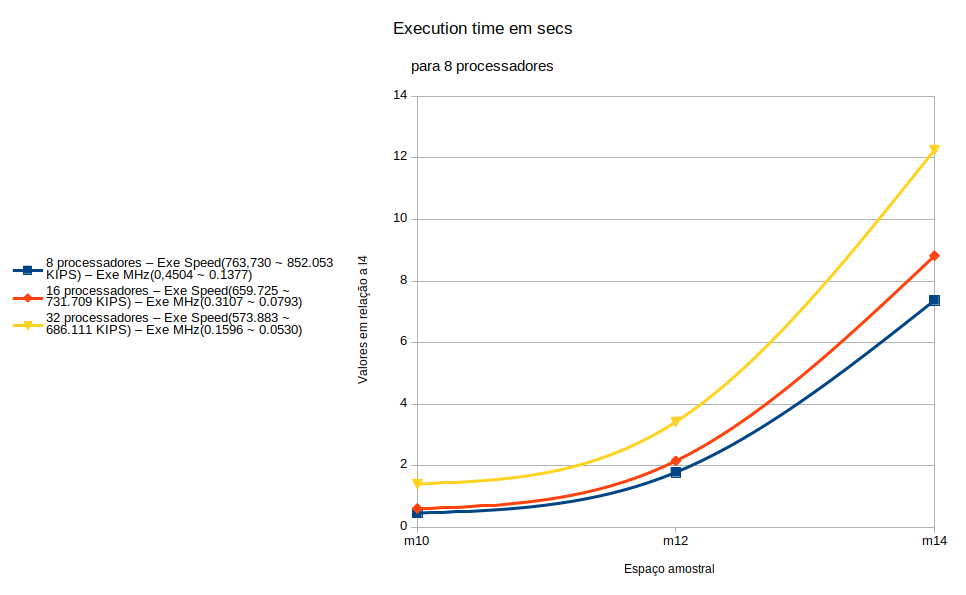 Execution time em secs
para 8 processadores
8 processadores – Exe Speed(763,730 ~ 852.053
KIPS) – Exe MHz(0,4504 ~ 0.1377)
16 processadores – Exe Speed(659.725 ~
731.709 KIPS) – Exe MHz(0.3107 ~ 0.0793)
32 processadores – Exe Speed(573.883 ~
686.111 KIPS) – Exe MHz(0.1596 ~ 0.0530)
Valores em relação a I4
14
12
10
8
6
4
2
0
m10 m12 m14
Espaço amostral